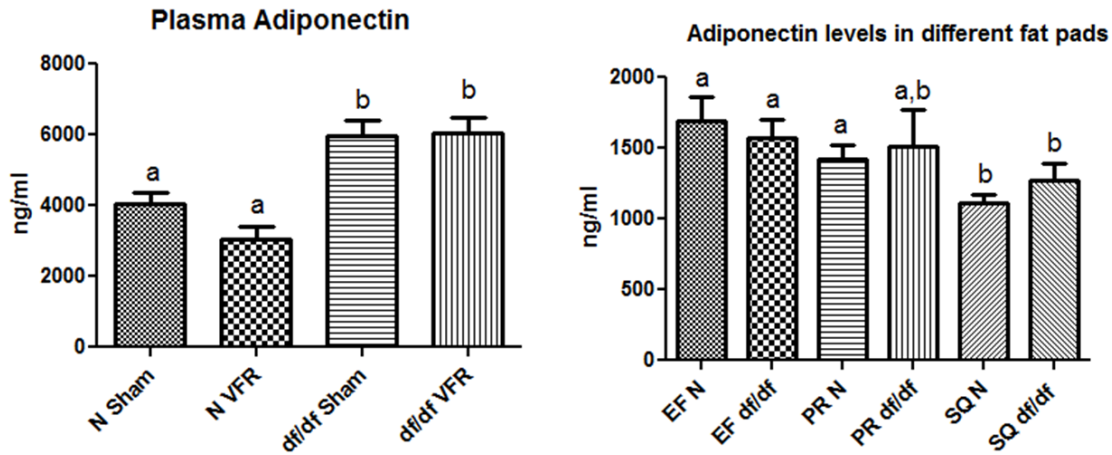 Plasma Adiponectin
8000
6000
4000
2000
0
ng/ml
a
a
b
b
N Sham
N VFR
df/df Sham
df/df VFR
Adiponectin levels in different fat pads
2000
1500
1000
500
0
ng/ml
a
a
a
a,b
b
b
EF N
EF df/df
PR N
PR df/df
SQ N
SQ df/df